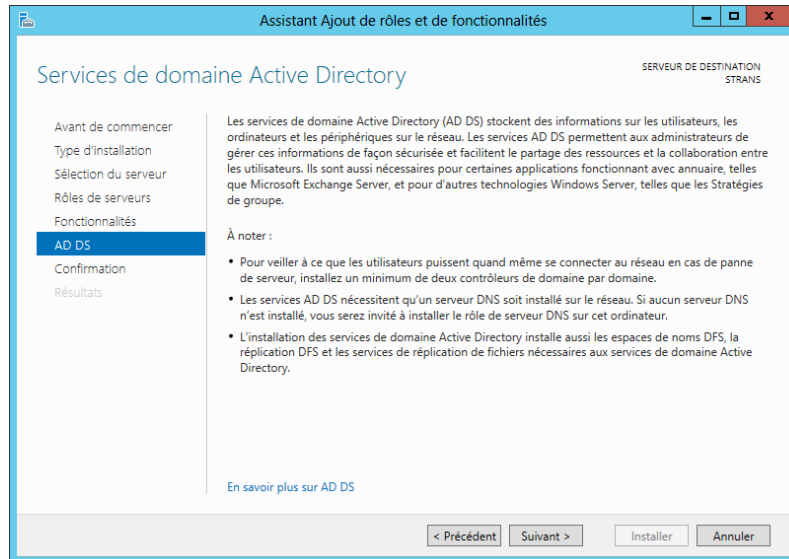 Assistant Ajout de rôles et de fonctionnalités
Services de domaine Active Directory
SERVEUR DE DESTINATION
STRANS
Avant de commencer
Type d'installation
Sélection du serveur
Rôles de serveurs
Fonctionnalités
AD DS
Confirmation
Résultats
Les services de domaine Active Directory (AD DS) stockent des informations sur les utilisateurs, les
ordinateurs et les périphériques sur le réseau. Les services AD DS permettent aux administrateurs de
gérer ces informations de façon sécurisée et facilitent le partage des ressources et la collaboration entre
les utilisateurs. Ils sont aussi nécessaires pour certaines applications fonctionnant avec annuaire, telles
que Microsoft Exchange Server, et pour d'autres technologies Windows Server, telles que les Stratégies
de groupe.
À noter :
• Pour veiller à ce que les utilisateurs puissent quand même se connecter au réseau en cas de panne
de serveur, installez un minimum de deux contrôleurs de domaine par domaine.
• Les services AD DS nécessitent qu'un serveur DNS soit installé sur le réseau. Si aucun serveur DNS
n'est installé, vous serez invité à installer le rôle de serveur DNS sur cet ordinateur.
• L'installation des services de domaine Active Directory installe aussi les espaces de noms DFS, la
réplication DFS et les services de réplication de fichiers nécessaires aux services de domaine Active
Directory.
En savoir plus sur AD DS
< Précédent
Suivant >
Installer
Annuler